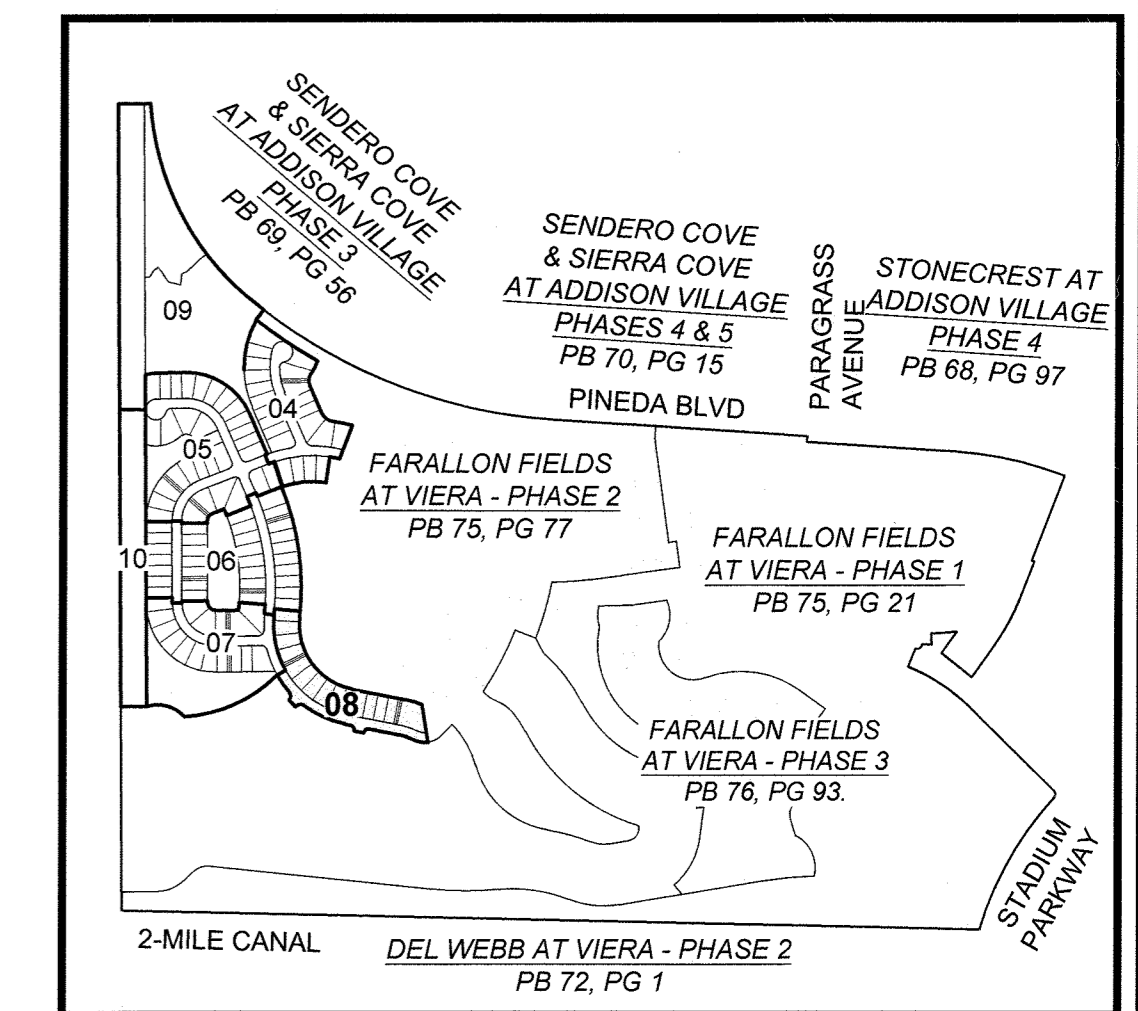 SENDERO COVE
& SIERRA COVE
AT ADDISON VILLAGE
PHASE 3
PB 69, PG 56
SENDERO COVE
& SIERRA COVE
AT ADDISON VILLAGE
PHASES 4 & 5
PB 70, PG 15
PARAGRASS
AVENUE
STONECREST AT
ADDISON VILLAGE
PHASE 4
PB 68, PG 97
PINEDA BLVD
09
04
05
10
06
07
08
FARALLON FIELDS
AT VIERA - PHASE 2
PB 75, PG 77
FARALLON FIELDS
AT VIERA - PHASE 1
PB 75, PG 21
FARALLON FIELDS
AT VIERA - PHASE 3
PB 76, PG 93.
STADIUM
PARKWAY
2-MILE CANAL
DEL WEBB AT VIERA - PHASE 2
PB 72, PG 1